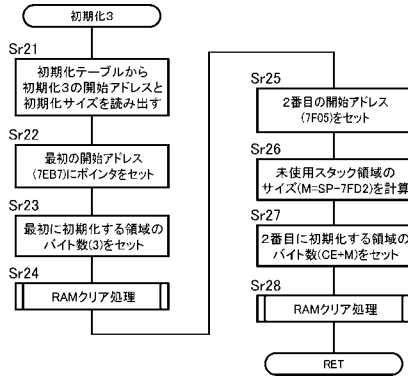 初期化3
Sr21
初期化テーブルから
初期化3の開始アドレスと
初期化サイズを読み出す
Sr22
最初の開始アドレス
(7EB7)にポインタをセット
Sr23
最初に初期化する領域の
バイト数(3)をセット
Sr24
RAMクリア処理
Sr25
2番目の開始アドレス
(7F05)をセット
Sr26
未使用スタック領域の
サイズ(M=SP-7FD2)を計算
Sr27
2番目に初期化する領域の
バイト数(CE+M)をセット
Sr28
RAMクリア処理
RET